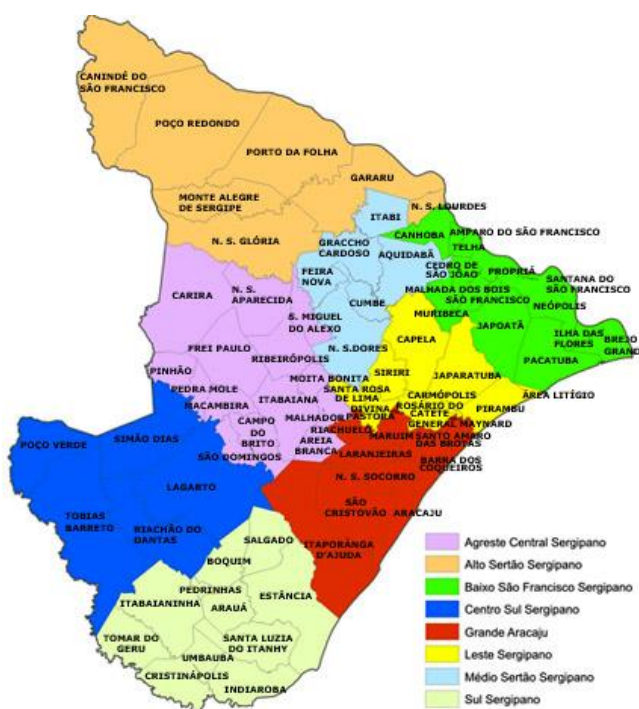 CANINDÉ DO
SÃO FRANCISCO
POÇO REDONDO
PORTO DA FOLHA
GARARU
MONTE ALEGRE
DE SERGIPE
N. S. LOURDES
ITABI
N. S. GLÓRIA
GRACCHO
CARDOSO
CANHOBA
AMPARO DO SÃO FRANCISCO
TELHA
AQUIDABÃ
FEIRA
NOVA
CEDRO DE
SÃO JOÃO
PROPRIÁ
SANTANA DO
SÃO FRANCISCO
CARIRA
N. S.
APARECIDA
MALHADA DOS BOIS
SÃO FRANCISCO
CUMBE
NEÓPOLIS
MURIBECA
S. MIGUEL
DO ALEIXO
JAPOATÃ
ILHA DAS
FLORES
BREJO
GRANDE
FREI PAULO
N. S.DORES
CAPELA
RIBEIRÓPOLIS
PACATUBA
PINHÃO
SIRIRI
JAPARATUBA
MOITA BONITA
PEDRA MOLE
SANTA ROSA
DE LIMA
DIVINA
PASTORA
CARMÓPOLIS
ÁREA LITÍGIO
MACAMBIRA
ITABAIANA
ROSÁRIO DO
CATETE
PIRAMBU
MALHADOR
GENERAL MAYNARD
CAMPO
DO
BRITO
RIACHUELO
AREIA
BRANCA
MARUIM
SANTO AMARO
DAS BROTAS
POÇO VERDE
SIMÃO DIAS
SÃO DOMINGOS
LARANJEIRAS
BARRA DOS
COQUEIROS
N. S. SOCORRO
LAGARTO
SÃO
CRISTOVÃO
ARACAJU
TOBIAS
BARRETO
RIACHÃO DO
DANTAS
SALGADO
ITAPORANGA
D'AJUDA
BOQUIM
PEDRINHAS
ITABAIANINHA
ARAUÁ
ESTÂNCIA
TOMAR DO
GERU
SANTA LUZIA
DO ITANHY
UMBAUBA
CRISTINÁPOLIS
INDIAROBA
Agreste Central Sergipano
Alto Sertão Sergipano
Baixo São Francisco Sergipano
Centro Sul Sergipano
Grande Aracaju
Leste Sergipano
Médio Sertão Sergipano
Sul Sergipano